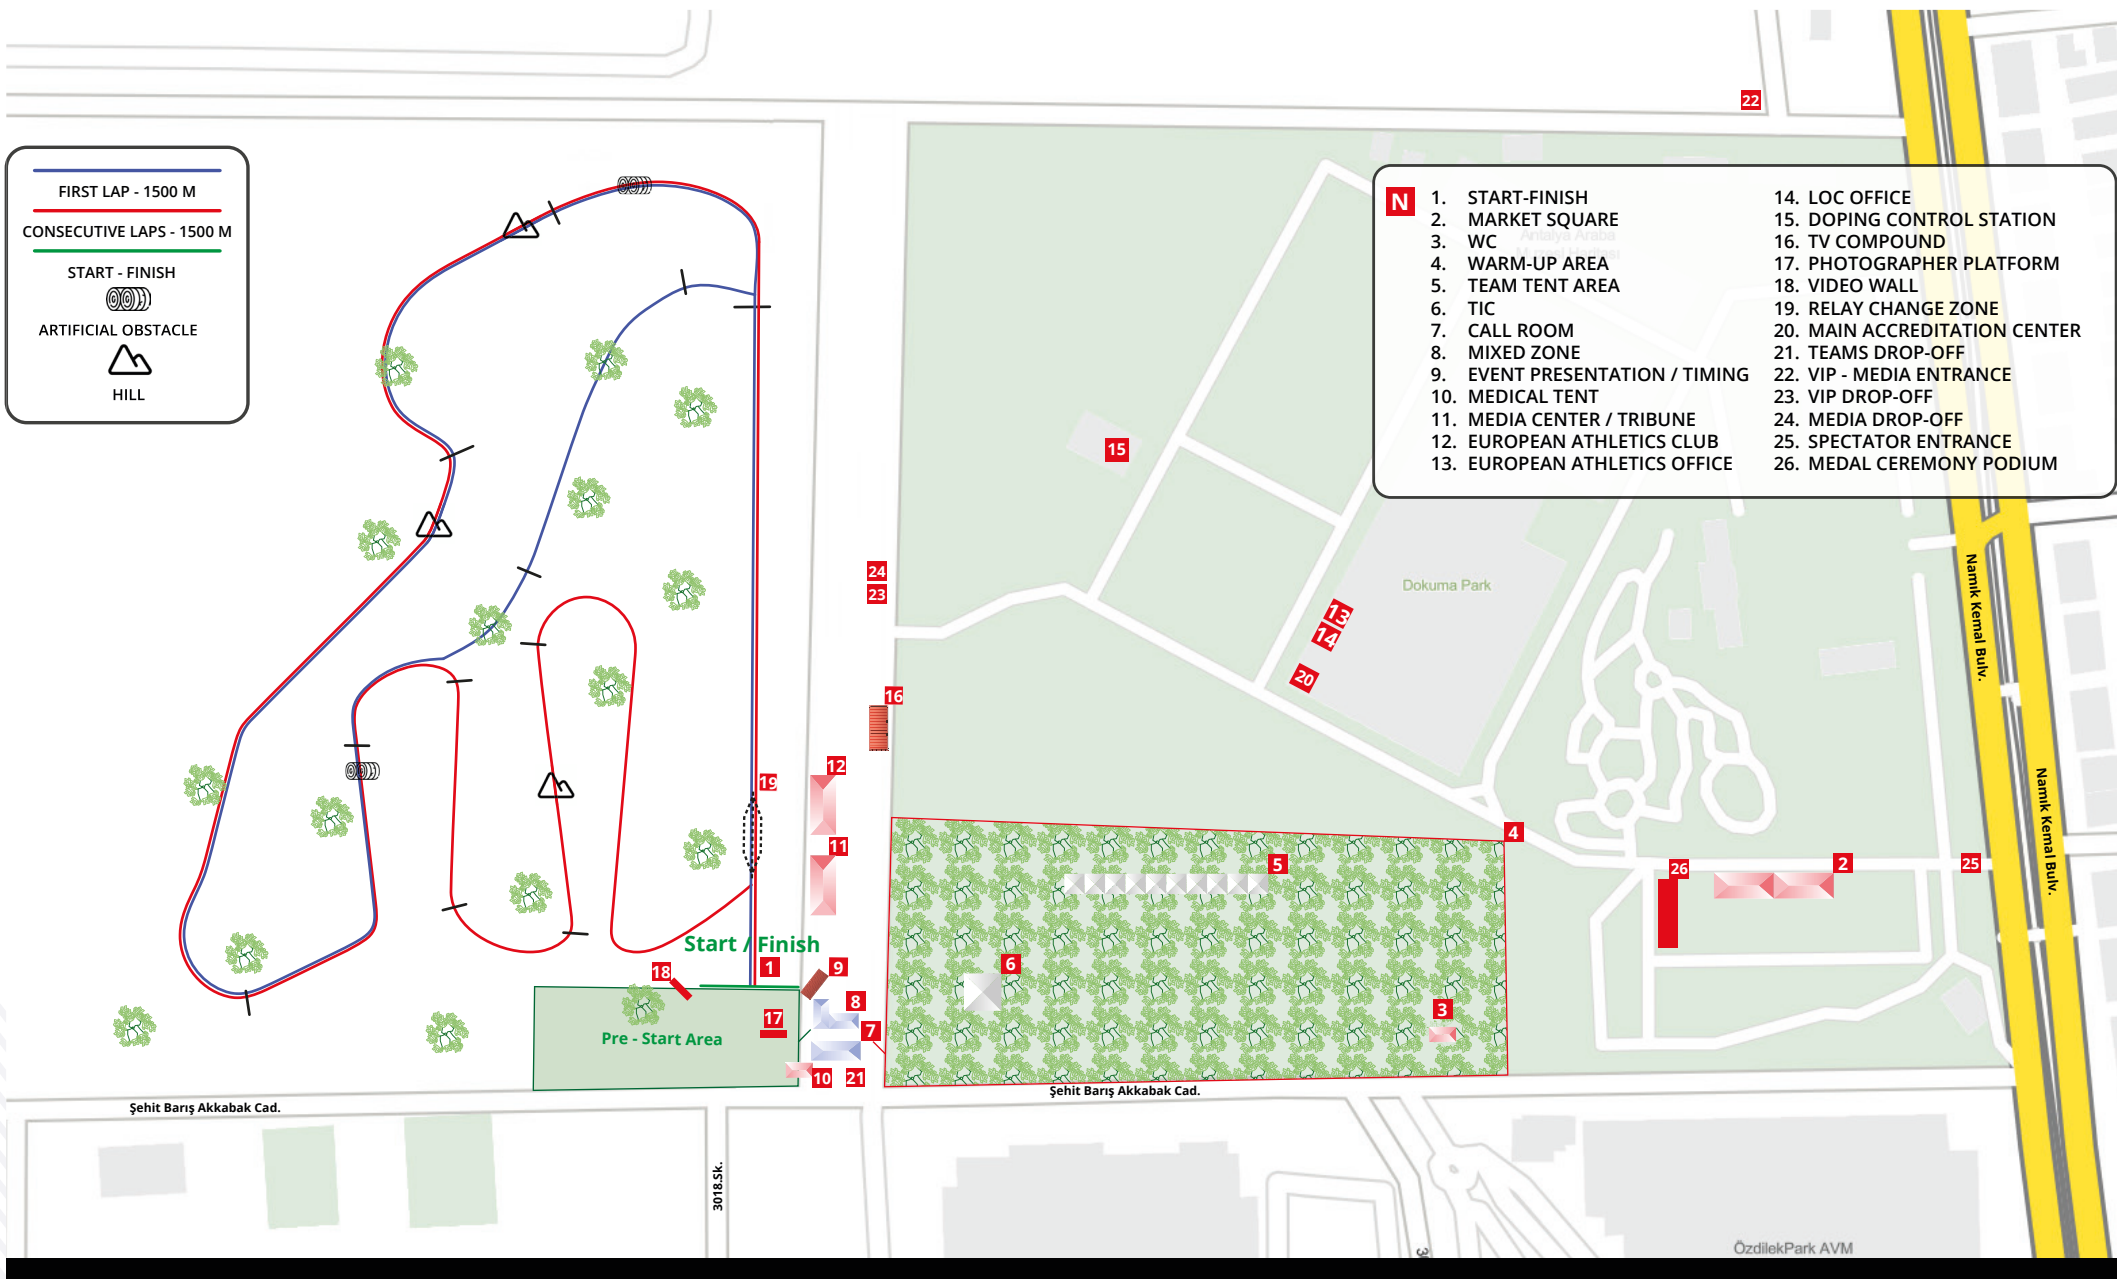 22
FIRST LAP - 1500 M
CONSECUTIVE LAPS - 1500 M
START - FINISH
ARTIFICIAL OBSTACLE
HILL
N
1. START-FINISH
2. MARKET SQUARE
3. WC
4. WARM-UP AREA
5. TEAM TENT AREA
6. TIC
7. CALL ROOM
8. MIXED ZONE
9. EVENT PRESENTATION / TIMING
10. MEDICAL TENT
11. MEDIA CENTER / TRIBUNE
12. EUROPEAN ATHLETICS CLUB
13. EUROPEAN ATHLETICS OFFICE
14. LOC OFFICE
15. DOPING CONTROL STATION
16. TV COMPOUND
17. PHOTOGRAPHER PLATFORM
18. VIDEO WALL
19. RELAY CHANGE ZONE
20. MAIN ACCREDITATION CENTER
21. TEAMS DROP-OFF
22. VIP - MEDIA ENTRANCE
23. VIP DROP-OFF
24. MEDIA DROP-OFF
25. SPECTATOR ENTRANCE
26. MEDAL CEREMONY PODIUM
Antalya Araba
15
24
23
Dokuma Park
13
14
20
Namık Kemal Bulv.
16
12
19
11
4
5
26
2
25
Namık Kemal Bulv.
Start / Finish
1
18
9
6
8
3
17
7
Pre - Start Area
10
21
Şehit Barış Akkabak Cad.
Şehit Barış Akkabak Cad.
3018.Sk.
ÖzdilekPark AVM